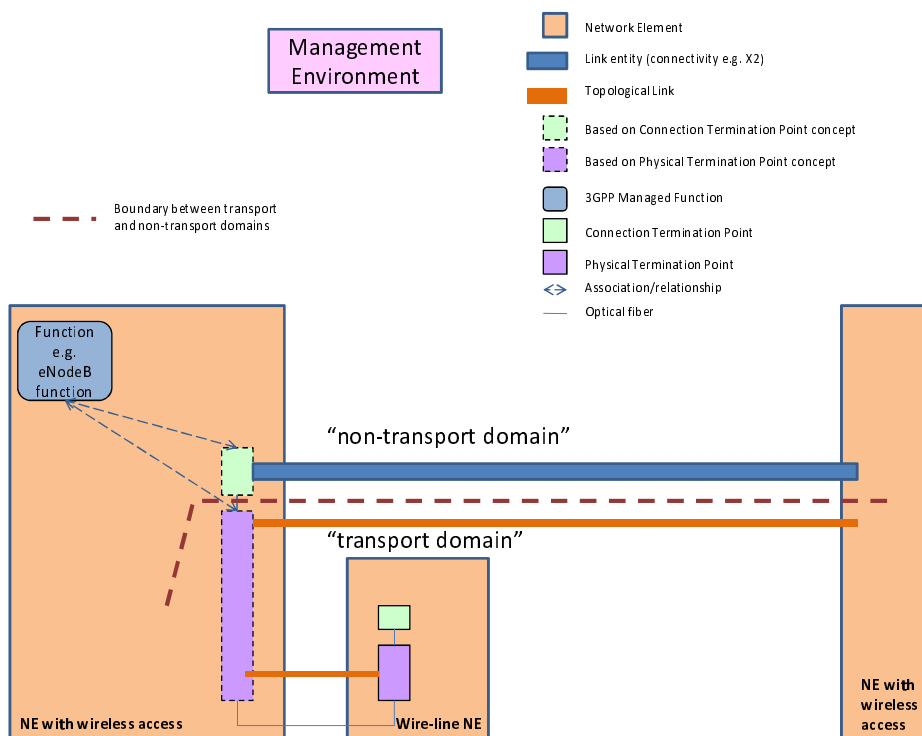 Management
Environment
Network Element
Link entity (connectivity e.g. X2)
Topological Link
Based on Connection Termination Point concept
Based on Physical Termination Point concept
3GPP Managed Function
Connection Termination Point
Physical Termination Point
Association/relationship
Optical fiber
Boundary between transport
and non-transport domains
Function
e.g.
eNodeB
function
“non-transport domain”
“transport domain”
NE with wireless access
Wire-line NE
NE with
wireless
access